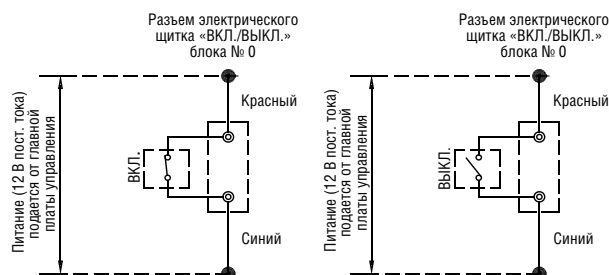 Разъем электрического
щитка «ВКЛ./ВЫКЛ.»
блока № 0
Красный
Питание (12 В пост. тока)
подается от главной
платы управления
ВКЛ.
Синий
Разъем электрического
щитка «ВКЛ./ВЫКЛ.»
блока № 0
Красный
Питание (12 В пост. тока)
подается от главной
платы управления
ВЫКЛ.
Синий